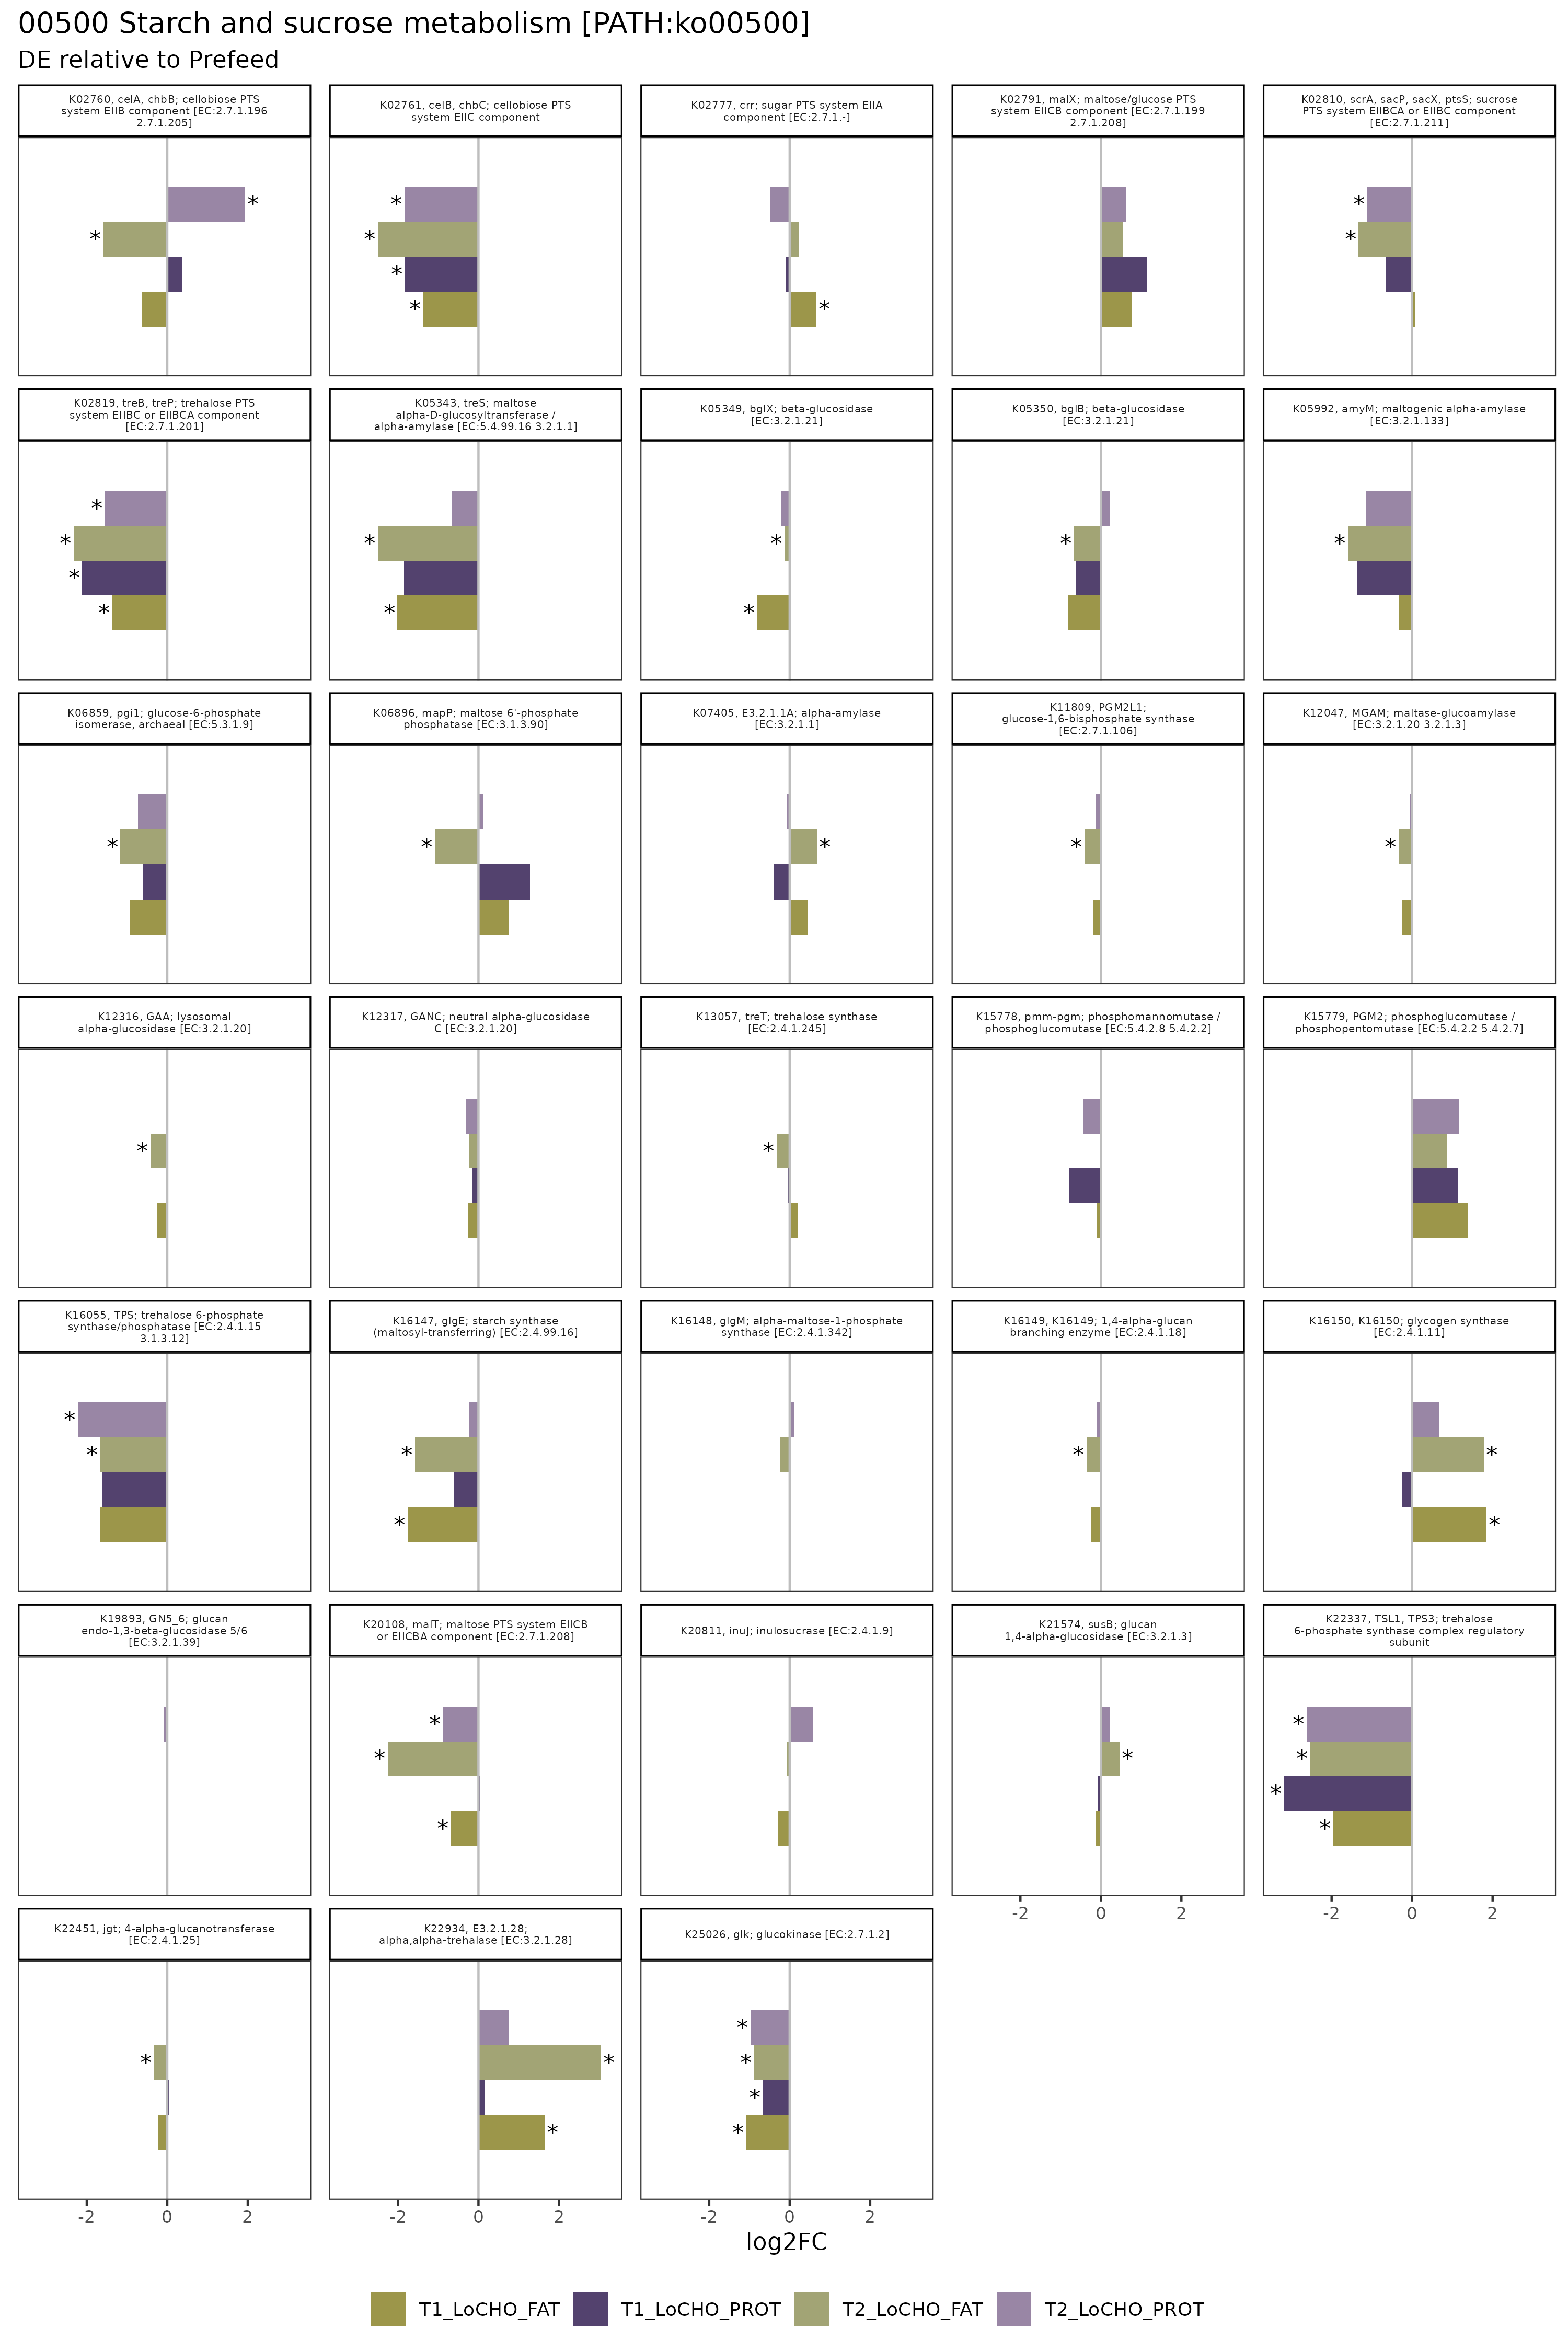 00500 Starch and sucrose metabolism [PATH:ko00500]
DE relative to Prefeed
K02760, celA, chbB; cellobiose PTS
system EIIB component [EC:2.7.1.196
2.7.1.205]
K02761, celB, chbC; cellobiose PTS
system EIIC component
K02777, crr; sugar PTS system EIIA
component [EC:2.7.1.-]
K02791, malX; maltose/glucose PTS
system EIICB component [EC:2.7.1.199
2.7.1.208]
K02810, scrA, sacP, sacX, ptsS; sucrose
PTS system EIIBCA or EIIBC component
[EC:2.7.1.211]
*
*
*
*
*
*
*
*
*
K02819, treB, treP; trehalose PTS
system EIIBC or EIIBCA component
[EC:2.7.1.201]
K05343, treS; maltose
alpha-D-glucosyltransferase /
alpha-amylase [EC:5.4.99.16 3.2.1.1]
K05349, bglX; beta-glucosidase
[EC:3.2.1.21]
K05350, bglB; beta-glucosidase
[EC:3.2.1.21]
K05992, amyM; maltogenic alpha-amylase
[EC:3.2.1.133]
*
*
*
*
*
*
*
*
*
*
K06859, pgi1; glucose-6-phosphate
isomerase, archaeal [EC:5.3.1.9]
K06896, mapP; maltose 6'-phosphate
phosphatase [EC:3.1.3.90]
K07405, E3.2.1.1A; alpha-amylase
[EC:3.2.1.1]
K11809, PGM2L1;
glucose-1,6-bisphosphate synthase
[EC:2.7.1.106]
K12047, MGAM; maltase-glucoamylase
[EC:3.2.1.20 3.2.1.3]
*
*
*
*
*
K12316, GAA; lysosomal
alpha-glucosidase [EC:3.2.1.20]
K12317, GANC; neutral alpha-glucosidase
C [EC:3.2.1.20]
K13057, treT; trehalose synthase
[EC:2.4.1.245]
K15778, pmm-pgm; phosphomannomutase /
phosphoglucomutase [EC:5.4.2.8 5.4.2.2]
K15779, PGM2; phosphoglucomutase /
phosphopentomutase [EC:5.4.2.2 5.4.2.7]
*
*
K16055, TPS; trehalose 6-phosphate
synthase/phosphatase [EC:2.4.1.15
3.1.3.12]
K16147, glgE; starch synthase
(maltosyl-transferring) [EC:2.4.99.16]
K16148, glgM; alpha-maltose-1-phosphate
synthase [EC:2.4.1.342]
K16149, K16149; 1,4-alpha-glucan
branching enzyme [EC:2.4.1.18]
K16150, K16150; glycogen synthase
[EC:2.4.1.11]
*
*
*
*
*
*
*
K19893, GN5_6; glucan
endo-1,3-beta-glucosidase 5/6
[EC:3.2.1.39]
K20108, malT; maltose PTS system EIICB
or EIICBA component [EC:2.7.1.208]
K20811, inuJ; inulosucrase [EC:2.4.1.9]
K21574, susB; glucan
1,4-alpha-glucosidase [EC:3.2.1.3]
K22337, TSL1, TPS3; trehalose
6-phosphate synthase complex regulatory
subunit
*
*
*
*
*
*
*
*
-2 0 2
-2 0 2
K22451, jgt; 4-alpha-glucanotransferase
[EC:2.4.1.25]
K22934, E3.2.1.28;
alpha,alpha-trehalase [EC:3.2.1.28]
K25026, glk; glucokinase [EC:2.7.1.2]
*
*
*
*
*
*
*
-2 0 2
-2 0 2
-2 0 2
log2FC
T1_LoCHO_FAT
T1_LoCHO_PROT
T2_LoCHO_FAT
T2_LoCHO_PROT